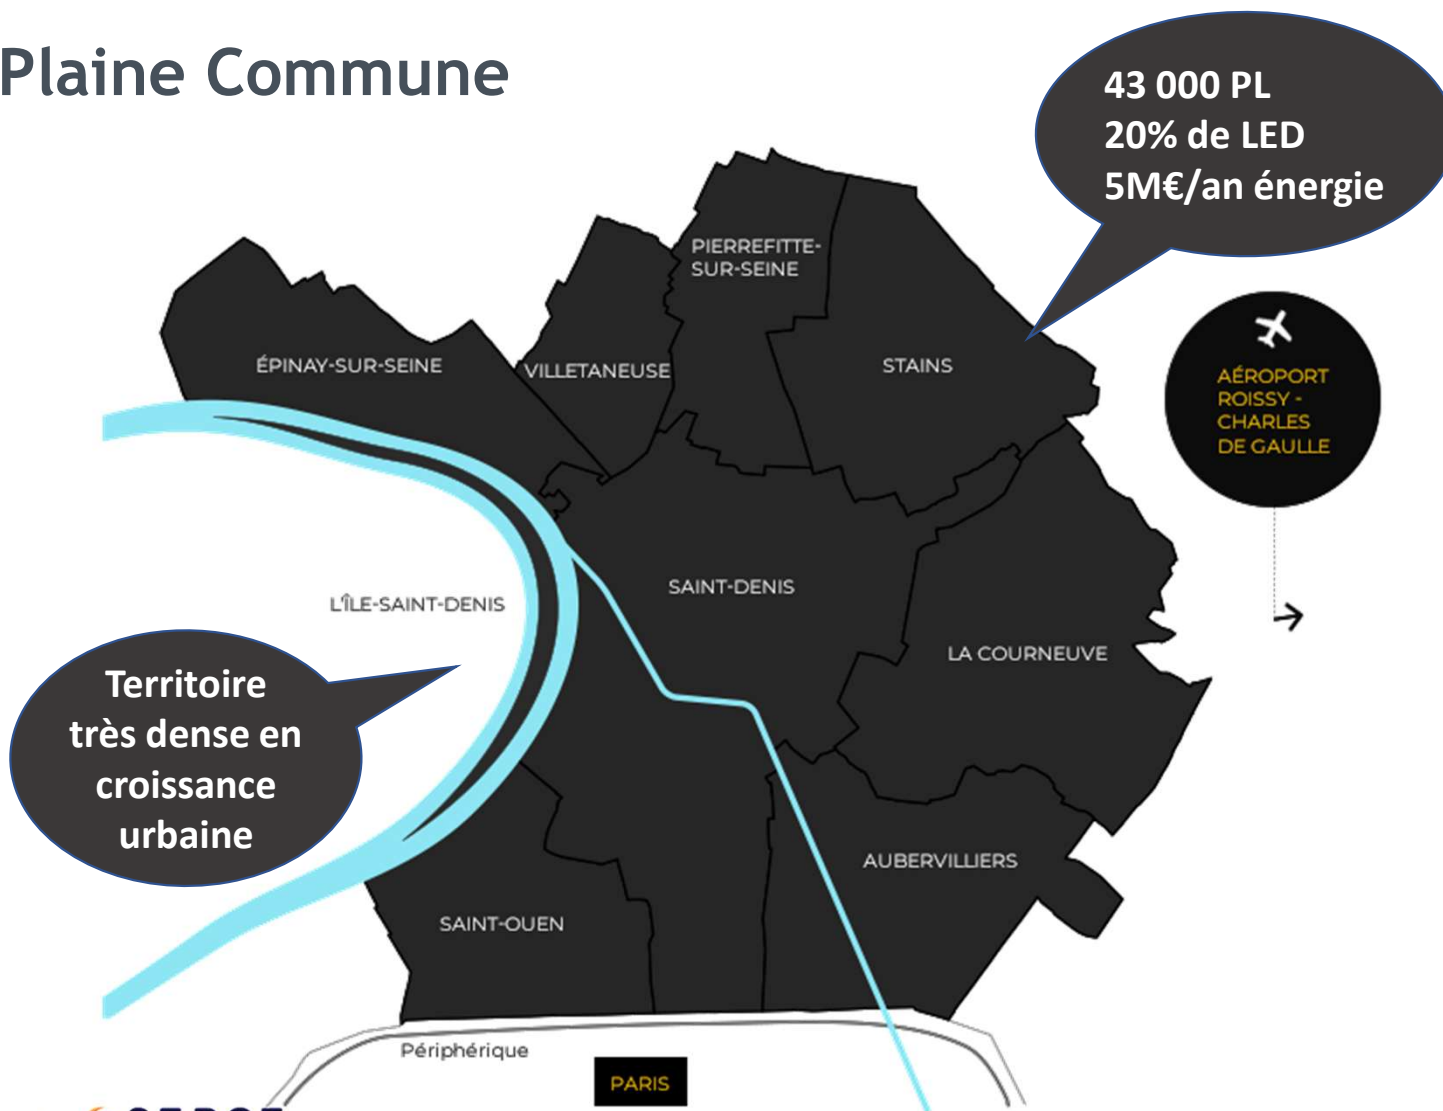 Plaine Commune
43 000 PL
20% de LED
5M€/an énergie
PIERREFITTE-
SUR-SEINE
ÉPINAY-SUR-SEINE
VILLETANEUSE
STAINS
AÉROPORT
ROISSY -
CHARLES
DE GAULLE
SAINT-DENIS
L'ÎLE-SAINT-DENIS
LA COURNEUVE
Territoire
très dense en
croissance
urbaine
AUBERVILLIERS
SAINT-OUEN
Périphérique
PARIS